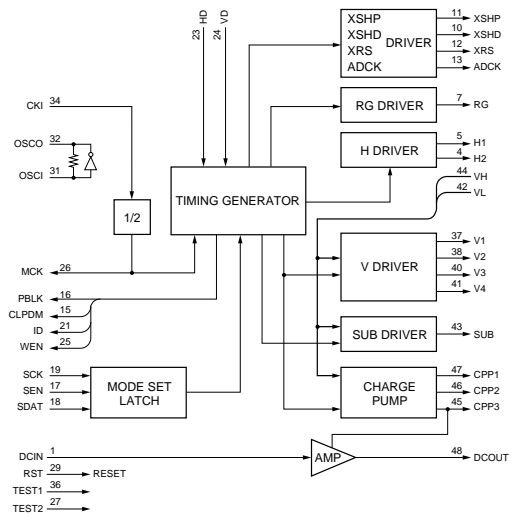 23 HD
24 VD
XSHP
XSHD
XRS
ADCK
DRIVER
11 XSHP
10 XSHD
12 XRS
13 ADCK
CKI 34
RG DRIVER
7 RG
OSCO 32
OSCI 31
H DRIVER
5 H1
4 H2
44 VH
42 VL
TIMING GENERATOR
1/2
V DRIVER
37 V1
38 V2
40 V3
41 V4
MCK 26
PBLK 16
CLPDM 15
ID 21
WEN 25
SUB DRIVER
43 SUB
SCK 19
SEN 17
SDAT 18
MODE SET
LATCH
CHARGE
PUMP
47 CPP1
46 CPP2
45 CPP3
DCIN 1
AMP
48 DCOUT
RST 29 RESET
TEST1 36
TEST2 27